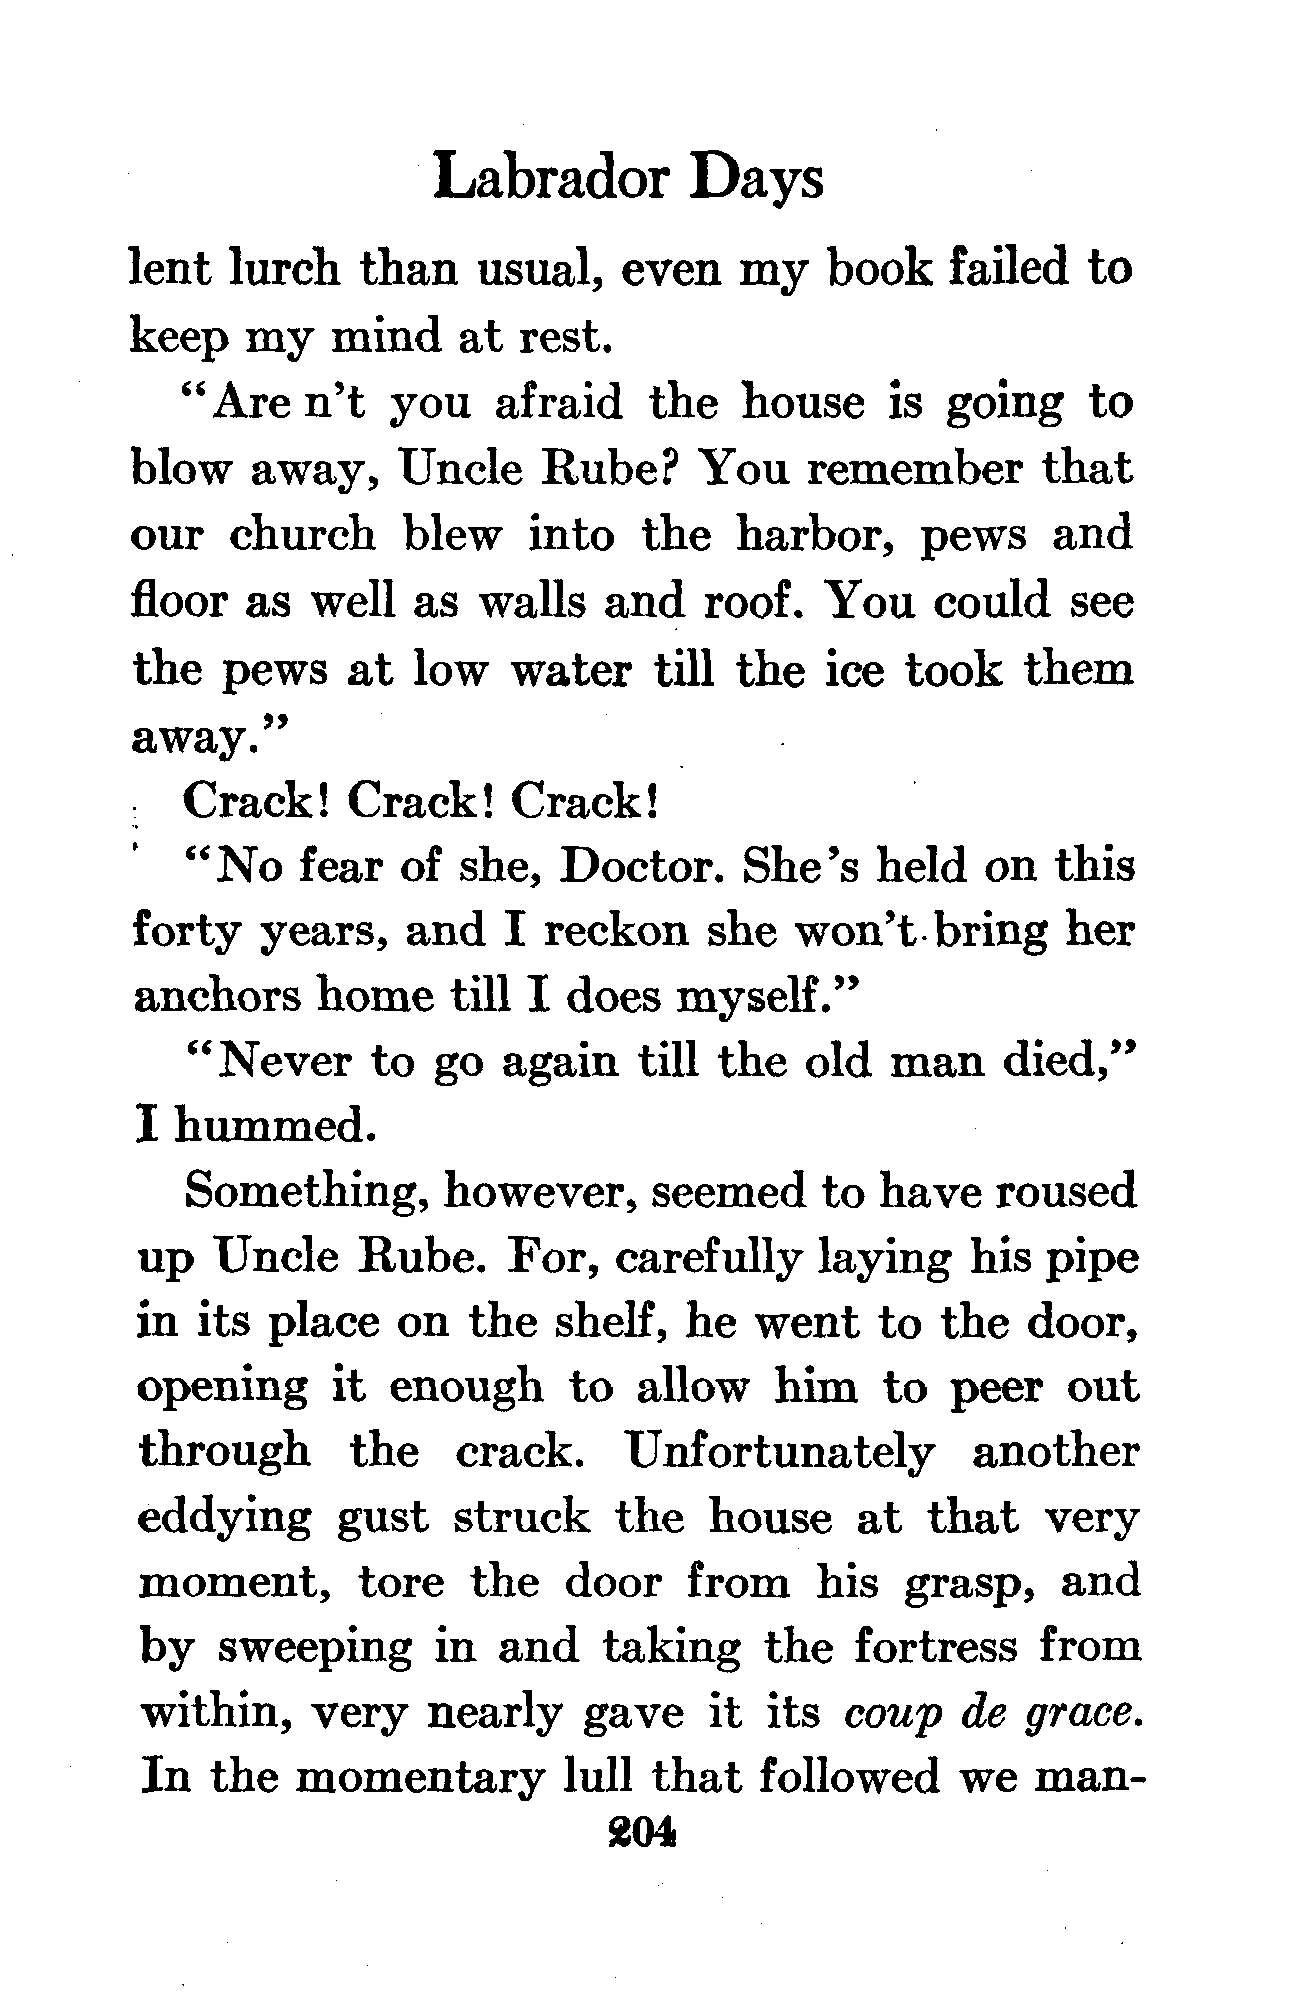 Labrador Days
lent lurch than usual, even my book failed to
keep my mind at rest.
“Are n’t you afraid the house is going to
blow away, Uncle Rube? You remember that
our church blew into the harbor, pews and
floor as well as walls and roof. You could see
the pews at low water till the ice took them
away.”
Crack! Crack! Crack!
“No fear of she, Doctor. She’s held on this
forty years, and I reckon she won’t bring her
anchors home till I does myself.”
“Never to go again till the old man died,”
I hummed.
Something, however, seemed to have roused
up Uncle Rube. For, carefully laying his pipe
in its place on the shelf, he went to the door,
opening it enough to allow him to peer out
through the crack. Unfortunately another
eddying gust struck the house at that very
moment, tore the door from his grasp, and
by sweeping in and taking the fortress from
within, very nearly gave it its coup de grace.
In the momentary lull that followed we man-
204